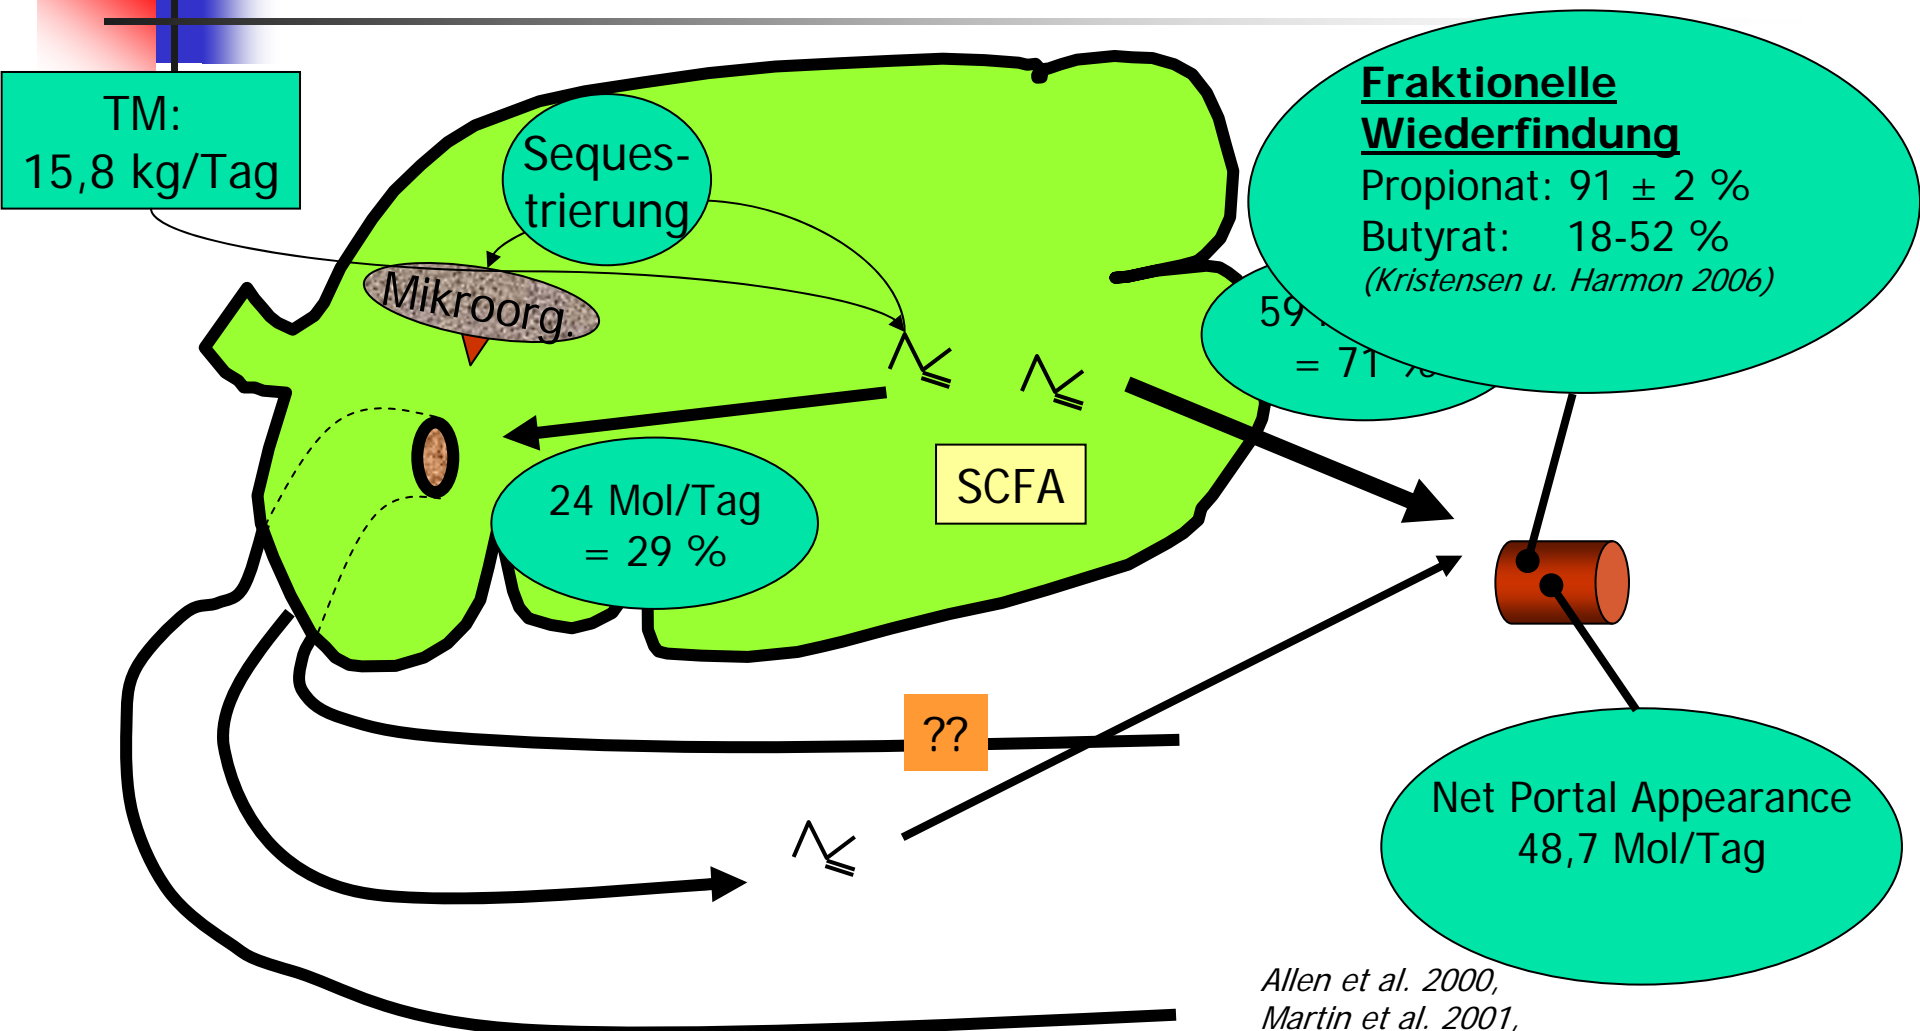 TM:
15,8 kg/Tag
Seques-
trierung
Mikroorg.
Fraktionelle
Wiederfindung
Propionat: 91 ± 2 %
Butyrat: 18-52 %
(Kristensen u. Harmon 2006)
59
= 71 %
24 Mol/Tag
= 29 %
SCFA
??
Net Portal Appearance
48,7 Mol/Tag
Allen et al. 2000,
Martin et al. 2001,